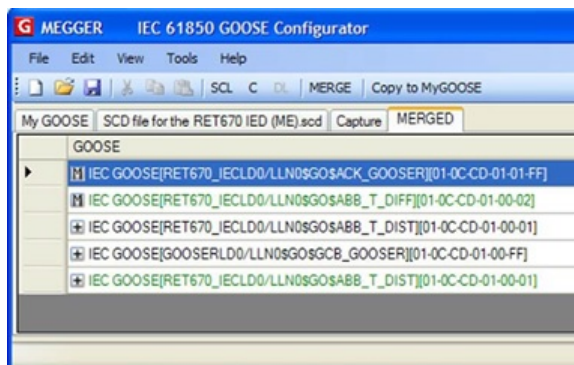 G MEGGER IEC 61850 GOOSE Configurator
File Edit View Tools Help
SCL C DL MERGE Copy to MyGOOSE
My GOOSE SCD file for the RET670 IED (ME).scd Capture MERGED
GOOSE
M IEC GOOSE[RET670_IECLD0/LLN0$GO$ACK_GOOSER][01-0C-CD-01-01-FF]
M IEC GOOSE[RET670_IECLD0/LLN0$GO$ABB_T_DIFF][01-0C-CD-01-00-02]
IEC GOOSE[RET670_IECLD0/LLN0$GO$ABB_T_DIST][01-0C-CD-01-00-01]
IEC GOOSE[GOOSERLD0/LLN0$GO$GCB_GOOSER][01-0C-CD-01-00-FF]
IEC GOOSE[RET670_IECLD0/LLN0$GO$ABB_T_DIST][01-0C-CD-01-00-01]